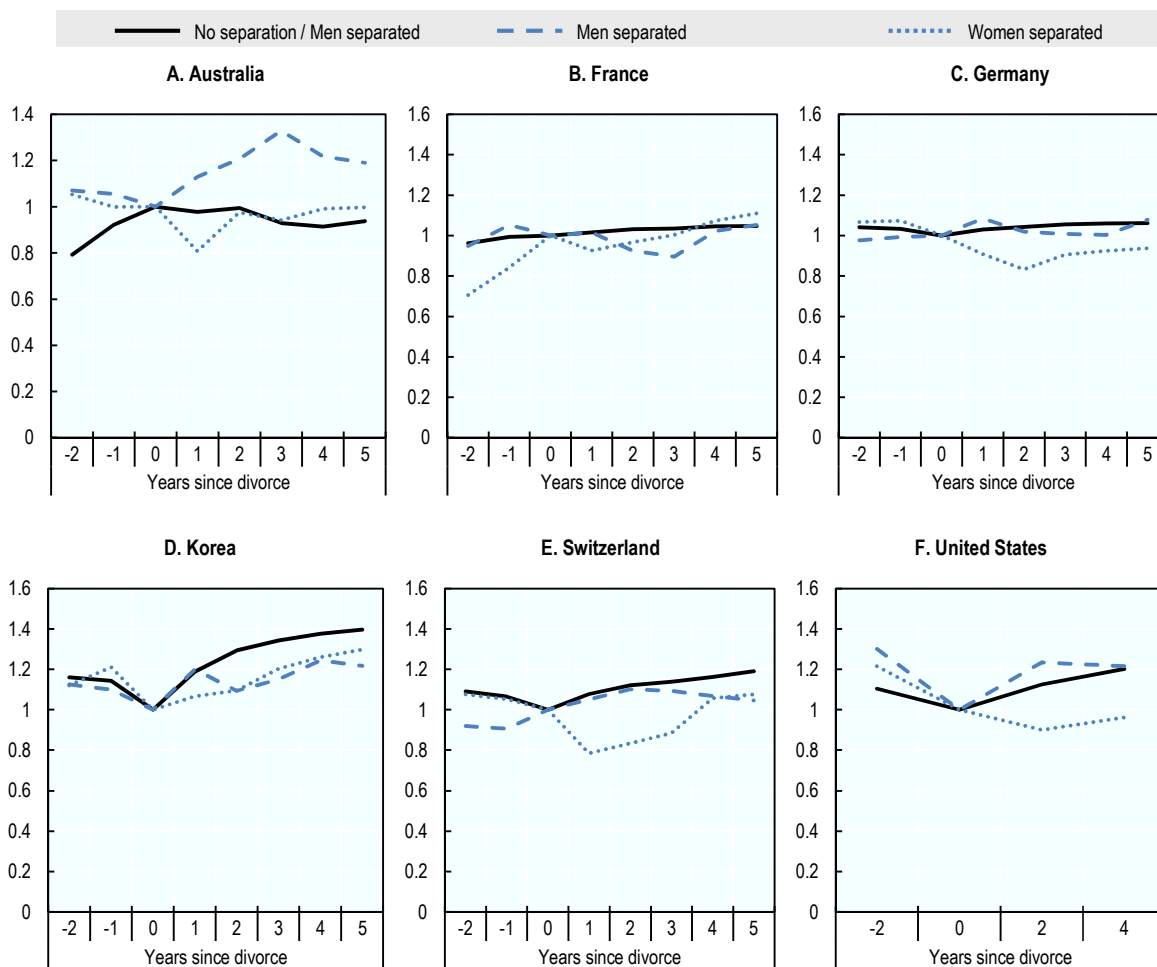 No separation / Men separated Men separated Women separated
A. Australia
1.4
1.2
1
0.8
0.6
0.4
0.2
0
-2 -1 0 1 2 3 4 5
Years since divorce
B. France
1.6
1.4
1.2
1
0.8
0.6
0.4
0.2
0
-2 -1 0 1 2 3 4 5
Years since divorce
C. Germany
1.6
1.4
1.2
1
0.8
0.6
0.4
0.2
0
-2 -1 0 1 2 3 4 5
Years since divorce
D. Korea
1.6
1.4
1.2
1
0.8
0.6
0.4
0.2
0
-2 -1 0 1 2 3 4 5
Years since divorce
E. Switzerland
1.6
1.4
1.2
1
0.8
0.6
0.4
0.2
0
-2 -1 0 1 2 3 4 5
Years since divorce
F. United States
1.6
1.4
1.2
1
0.8
0.6
0.4
0.2
0
-2 0 2 4
Years since divorce